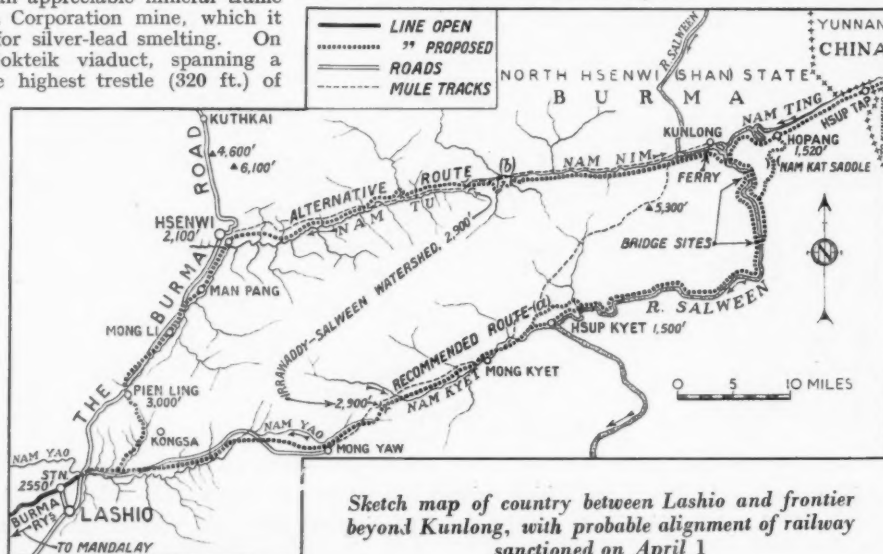 an appreciable mineral traffic
Corporation mine, which it
for silver-lead smelting. On
okteik viaduct, spanning a
highest trestle (320 ft.) of
LINE OPEN
" PROPOSED
ROADS
MULE TRACKS
R. SALWEEN
YUNNAN
CHINA
NORTH HSENWI (SHAN) STATE
B U R M A
KUTHKAI
4,600'
6,100'
THE BURMA ROAD
HSENWI
2,100'
ALTERNATIVE ROUTE (b)
NAM TU
NAM NIM
KUNLONG
NAM TING
HSUP TAP
HOPANG
1,520'
NAM KAT SADDLE
FERRY
5,300'
BRIDGE SITES
N
IRRAWADDY-SALWEEN WATERSHED, 2,900'
MAN PANG
MONG LI
RECOMMENDED ROUTE (a)
R. SALWEEN
HSUP KYET 1,500'
MONG KYET
NAM KYET
2,900'
PIEN LING
3,000'
0 5 10 MILES
KONGSA
NAM YAO
NAM YAO
MONG YAW
STN.
2550'
BURMA RYS.
LASHIO
TO MANDALAY
Sketch map of country between Lashio and frontier
beyond Kunlong, with probable alignment of railway
sanctioned on April 1